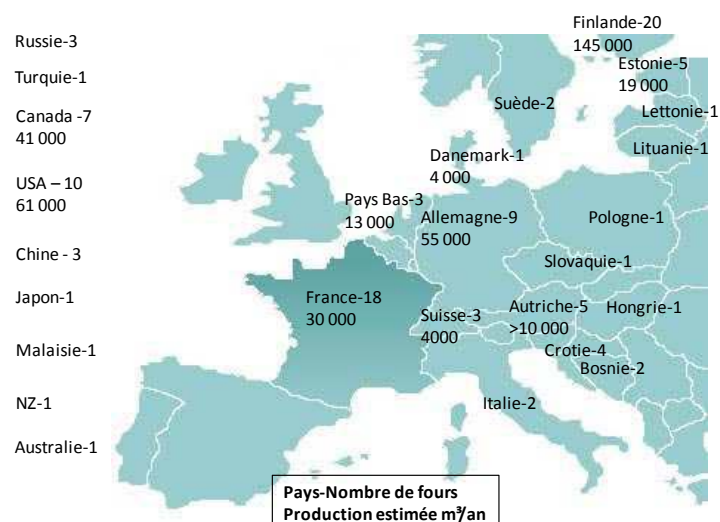 Russie-3
Turquie-1
Canada -7
41 000
USA – 10
61 000
Chine - 3
Japon-1
Malaisie-1
NZ-1
Australie-1
Finlande-20
145 000
Estonie-5
19 000
Suède-2
Lettonie-1
Lituanie-1
Danemark-1
4 000
Pays Bas-3
13 000
Allemagne-9
55 000
Pologne-1
Slovaquie-1
France-18
30 000
Suisse-3
4000
Autriche-5
>10 000
Hongrie-1
Crotie-4
Bosnie-2
Italie-2
Pays-Nombre de fours
Production estimée m³/an